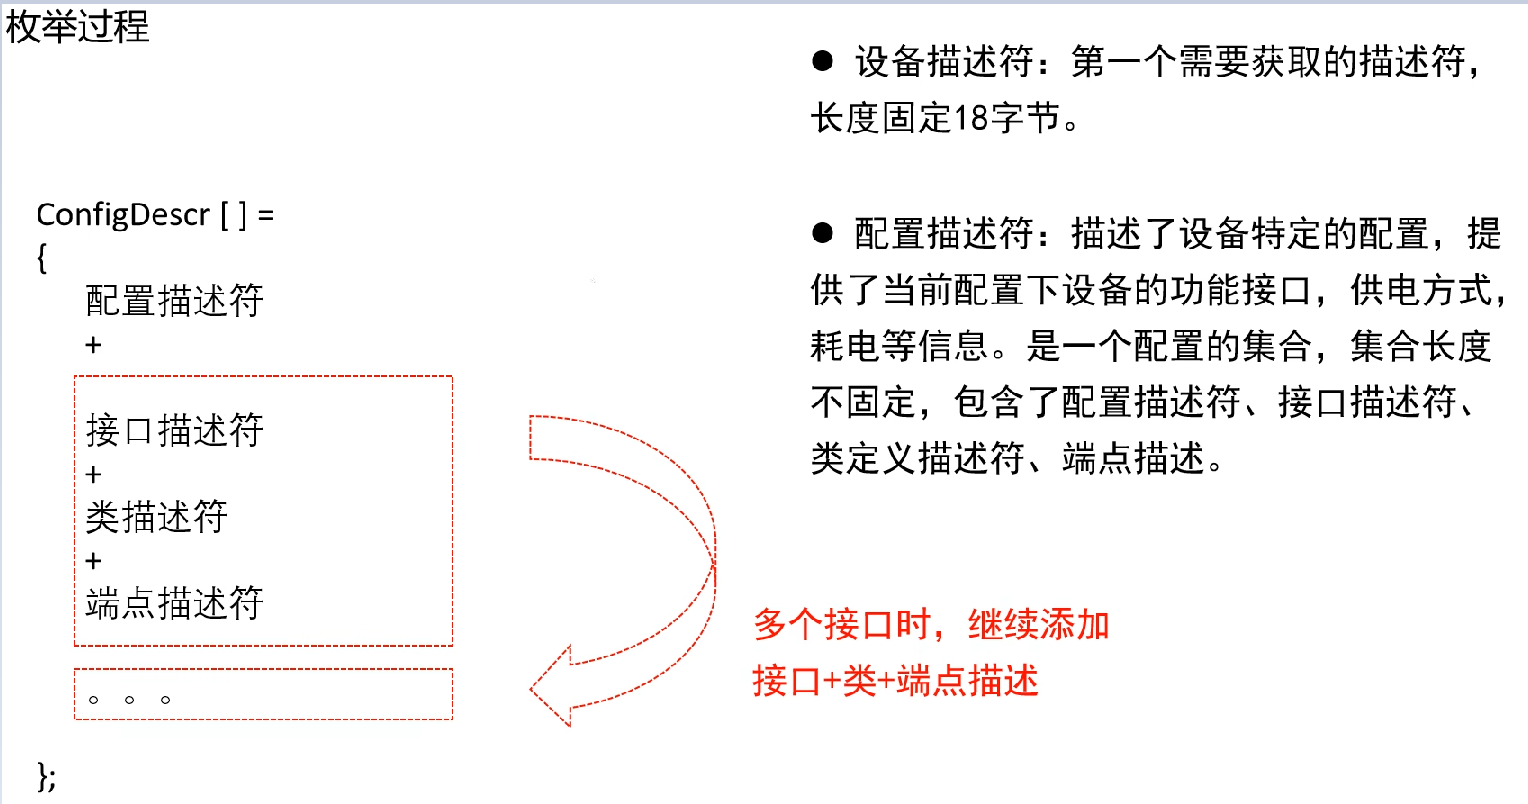 枚举过程
● 设备描述符：第一个需要获取的描述符，
长度固定18字节。
ConfigDescr [ ] =
{
配置描述符
+
接口描述符
+
类描述符
+
端点描述符
。。。
};
● 配置描述符：描述了设备特定的配置，提
供了当前配置下设备的功能接口，供电方式，
耗电等信息。是一个配置的集合，集合长度
不固定，包含了配置描述符、接口描述符、
类定义描述符、端点描述。
多个接口时，继续添加
接口+类+端点描述